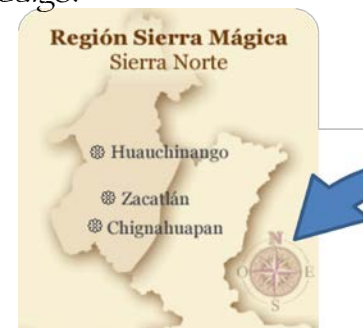 Región Sierra Mágica
Sierra Norte
Huauchinango
Zacatlán
Chignahuapan
N
O E
S